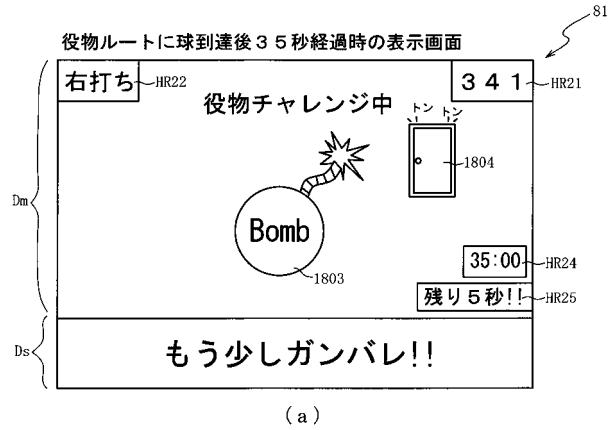 81
役物ルートに球到達後３５秒経過時の表示画面
右打ち HR22 ３４１ HR21
役物チャレンジ中
トン トン
1804
Dm
Bomb
1803
35:00 HR24
残り５秒!! HR25
Ds もう少しガンバレ!!
(a)